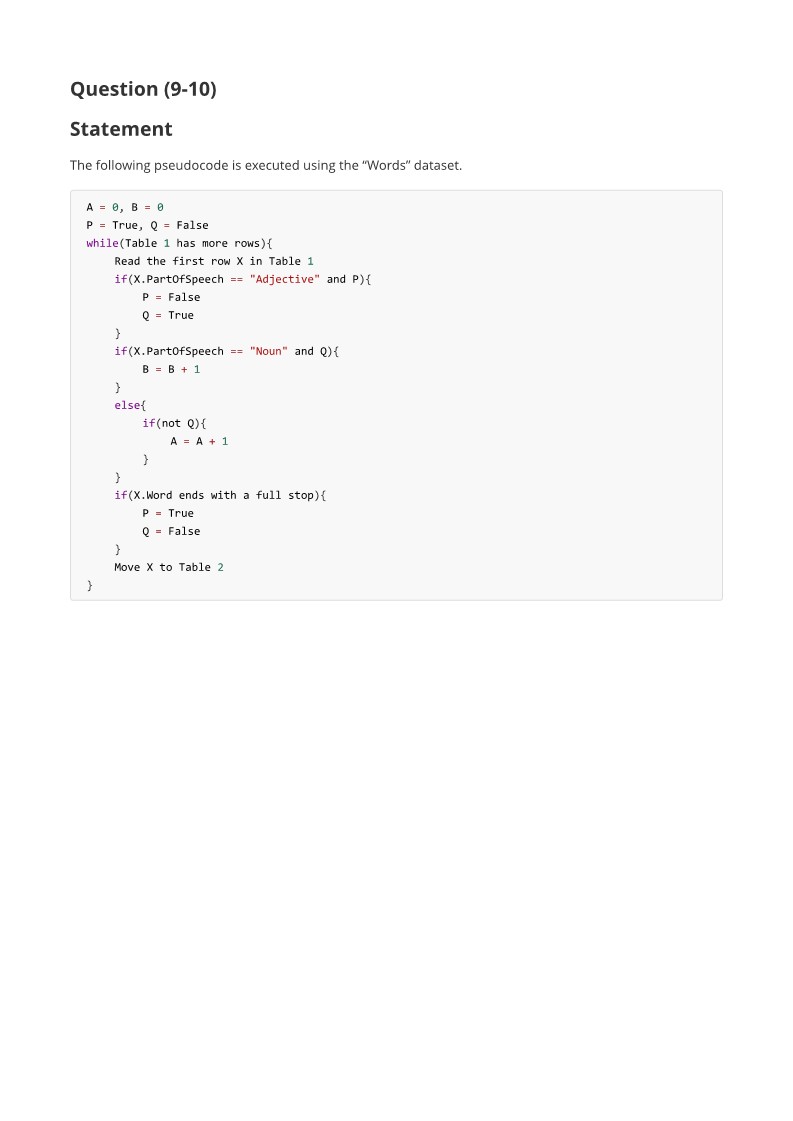 Question (9-10)
Statement
The following pseudocode is executed using the “Words” dataset.
A = 0, B = 0
P = True, Q = False
while(Table 1 has more rows){
    Read the first row X in Table 1
    if(X.PartOfSpeech == "Adjective" and P){
        P = False
        Q = True
    }
    if(X.PartOfSpeech == "Noun" and Q){
        B = B + 1
    }
    else{
        if(not Q){
            A = A + 1
        }
    }
    if(X.Word ends with a full stop){
        P = True
        Q = False
    }
    Move X to Table 2
}